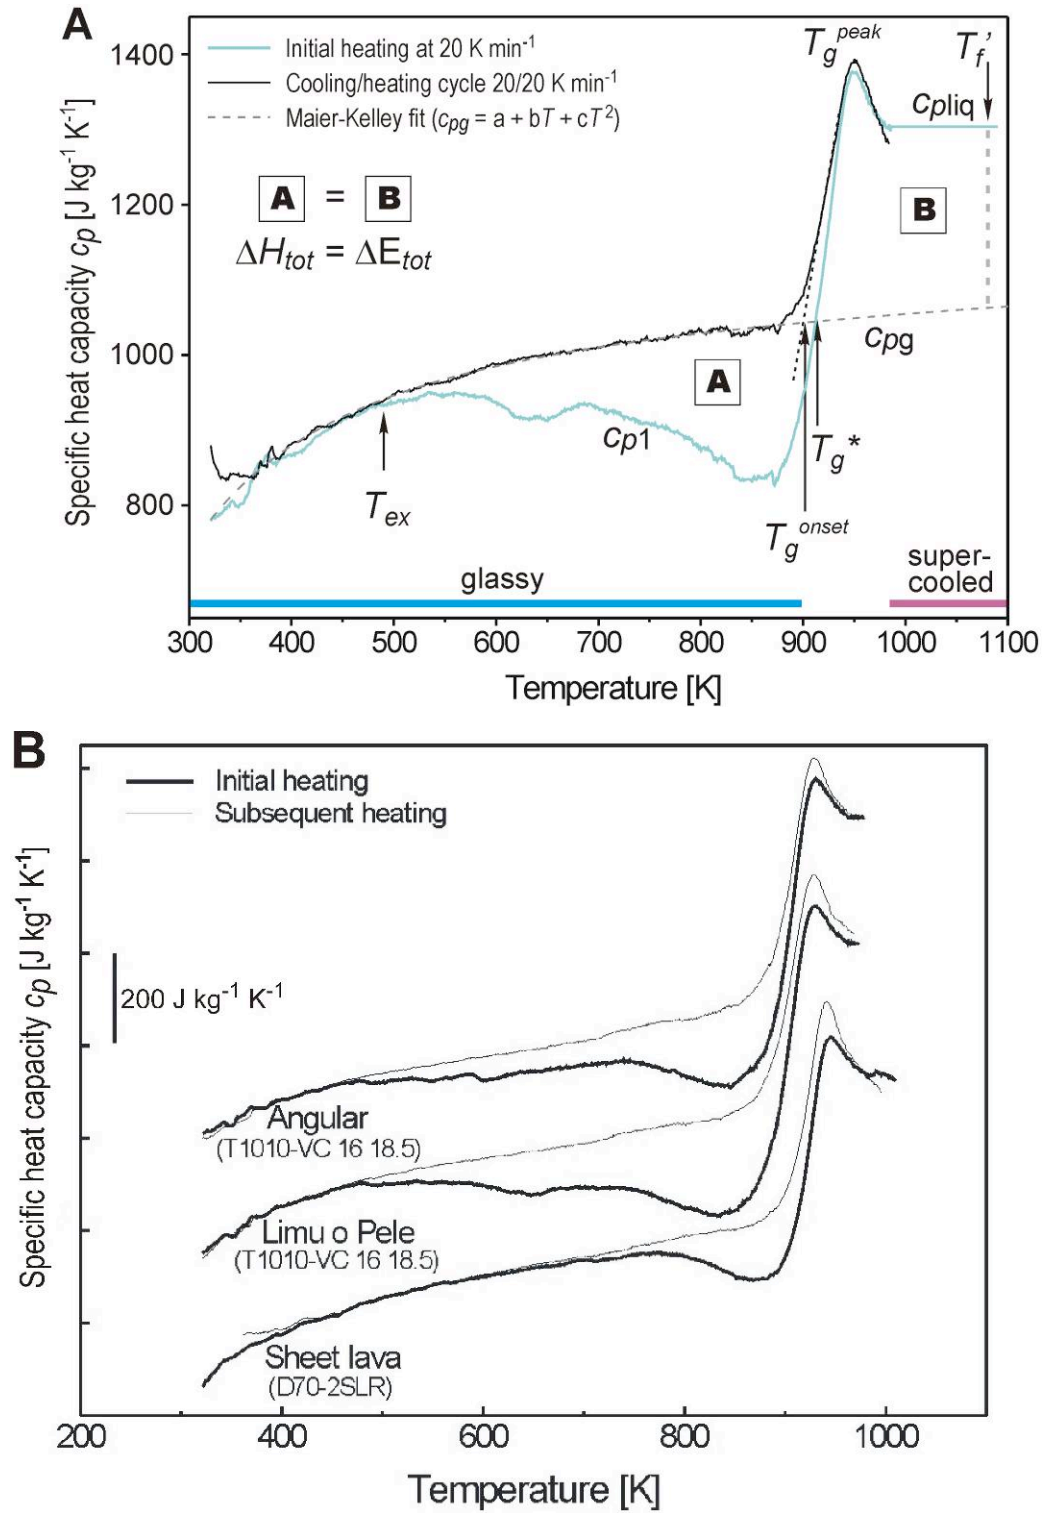 A
Specific heat capacity cp [J kg-1 K-1]
1400
1200
1000
800
Initial heating at 20 K min-1
Cooling/heating cycle 20/20 K min-1
Maier-Kelley fit (cpg = a + bT + cT2)
A = B
ΔHtot = ΔEtot
Tg peak
Tf'
Cpliq
B
Cpg
A
Cp1
Tg*
Tex
Tg onset
glassy
super-
cooled
300 400 500 600 700 800 900 1000 1100
Temperature [K]
B
Specific heat capacity cp [J kg-1 K-1]
Initial heating
Subsequent heating
200 J kg-1 K-1
Angular
(T1010-VC 16 18.5)
Limu o Pele
(T1010-VC 16 18.5)
Sheet lava
(D70-2SLR)
200 400 600 800 1000
Temperature [K]